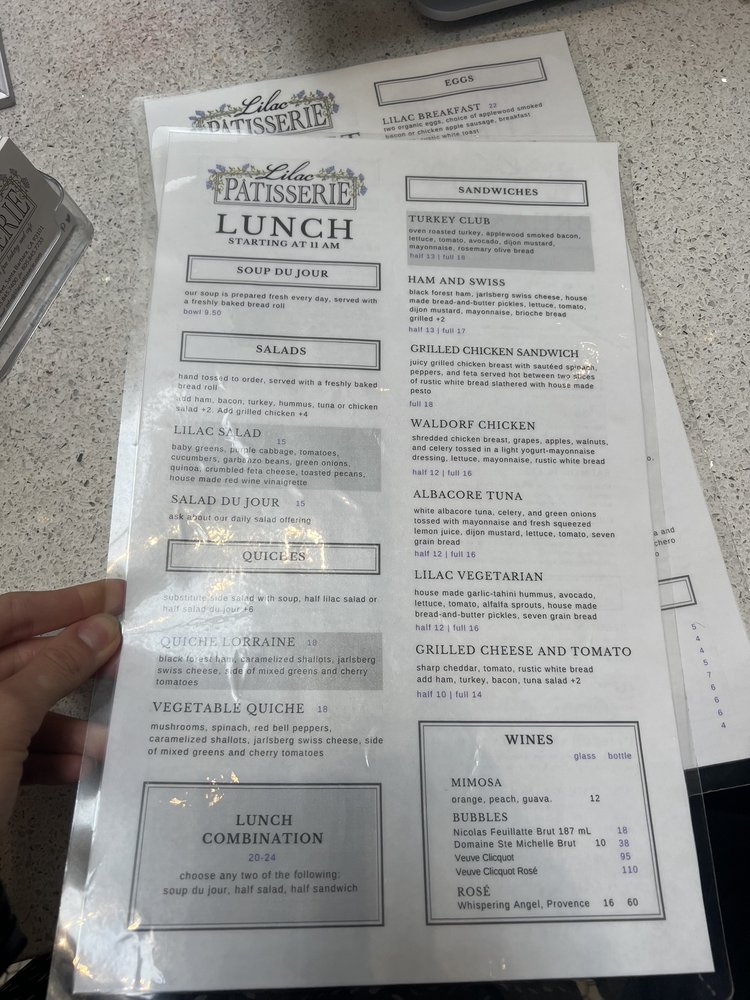 EGGS
Lilac
PATISSERIE
LILAC BREAKFAST 22
two organic eggs, choice of applewood smoked
bacon or chicken apple sausage, breakfast
rustic white toast
Lilac
PATISSERIE
LUNCH
STARTING AT 11 AM
SOUP DU JOUR
our soup is prepared fresh every day, served with
a freshly baked bread roll
bowl 9.50
SALADS
hand tossed to order, served with a freshly baked
bread roll
add ham, bacon, turkey, hummus, tuna or chicken
salad +2. Add grilled chicken +4
LILAC SALAD 15
baby greens, purple cabbage, tomatoes,
cucumbers, garbanzo beans, green onions,
quinoa, crumbled feta cheese, toasted pecans,
house made red wine vinaigrette
SALAD DU JOUR 15
ask about our daily salad offering
QUICHES
substitute side salad with soup, half lilac salad or
half salad du jour +6
QUICHE LORRAINE 18
black forest ham, caramelized shallots, jarlsberg
swiss cheese, side of mixed greens and cherry
tomatoes
VEGETABLE QUICHE 18
mushrooms, spinach, red bell peppers,
caramelized shallots, jarlsberg swiss cheese, side
of mixed greens and cherry tomatoes
LUNCH
COMBINATION
20-24
choose any two of the following:
soup du jour, half salad, half sandwich
SANDWICHES
TURKEY CLUB
oven roasted turkey, applewood smoked bacon,
lettuce, tomato, avocado, dijon mustard,
mayonnaise, rosemary olive bread
half 13 | full 18
HAM AND SWISS
black forest ham, jarlsberg swiss cheese, house
made bread-and-butter pickles, lettuce, tomato,
dijon mustard, mayonnaise, brioche bread
grilled +2
half 13 | full 17
GRILLED CHICKEN SANDWICH
juicy grilled chicken breast with sautéed spinach,
peppers, and feta served hot between two slices
of rustic white bread slathered with house made
pesto
full 18
WALDORF CHICKEN
shredded chicken breast, grapes, apples, walnuts,
and celery tossed in a light yogurt-mayonnaise
dressing, lettuce, mayonnaise, rustic white bread
half 12 | full 16
ALBACORE TUNA
white albacore tuna, celery, and green onions
tossed with mayonnaise and fresh squeezed
lemon juice, dijon mustard, lettuce, tomato, seven
grain bread
half 12 | full 16
LILAC VEGETARIAN
house made garlic-tahini hummus, avocado,
lettuce, tomato, alfalfa sprouts, house made
bread-and-butter pickles, seven grain bread
half 12 | full 16
GRILLED CHEESE AND TOMATO
sharp cheddar, tomato, rustic white bread
add ham, turkey, bacon, tuna salad +2
half 10 | full 14
WINES
glass bottle
MIMOSA
orange, peach, guava. 12
BUBBLES
Nicolas Feuillatte Brut 187 mL 18
Domaine Ste Michelle Brut 10 38
Veuve Clicquot 95
Veuve Clicquot Rosé 110
ROSÉ
Whispering Angel, Provence 16 60
and
5
4
4
5
7
6
6
6
4